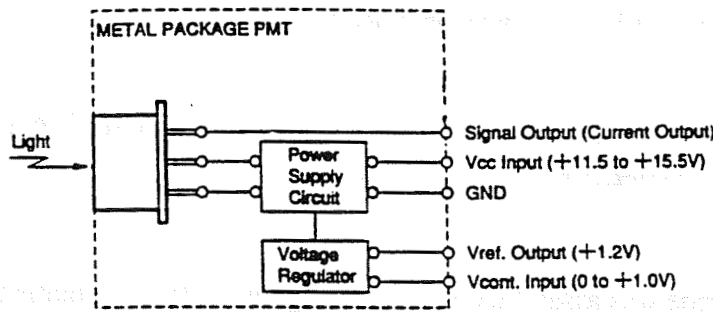 METAL PACKAGE PMT
Light
Signal Output (Current Output)
Power
Supply
Circuit
Vcc Input (+11.5 to +15.5V)
GND
Voltage
Regulator
Vref. Output (+1.2V)
Vcont. Input (0 to +1.0V)